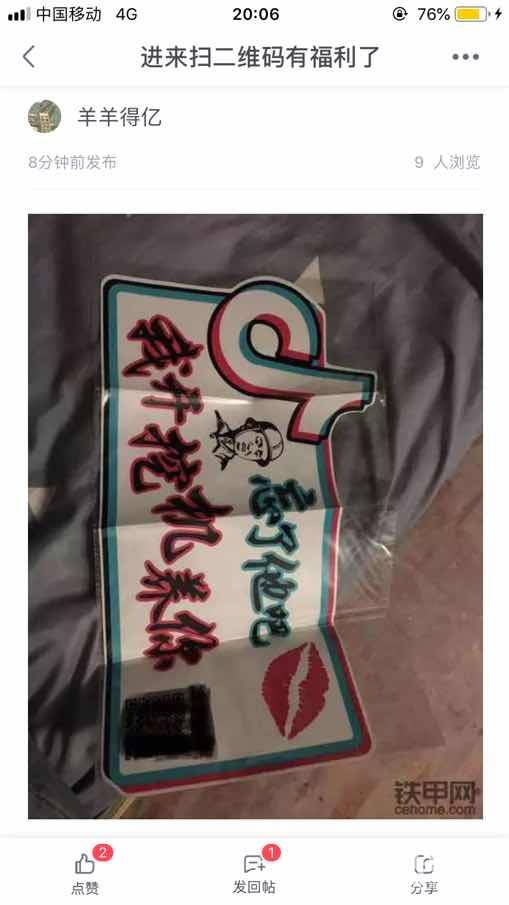 中国移动 4G 20:06 76%
进来扫二维码有福利了
羊羊得亿
8分钟前发布 9 人浏览
忘了他吧
我开挖机养你
铁甲网
cehome.com
2 1
点赞 发回帖 分享